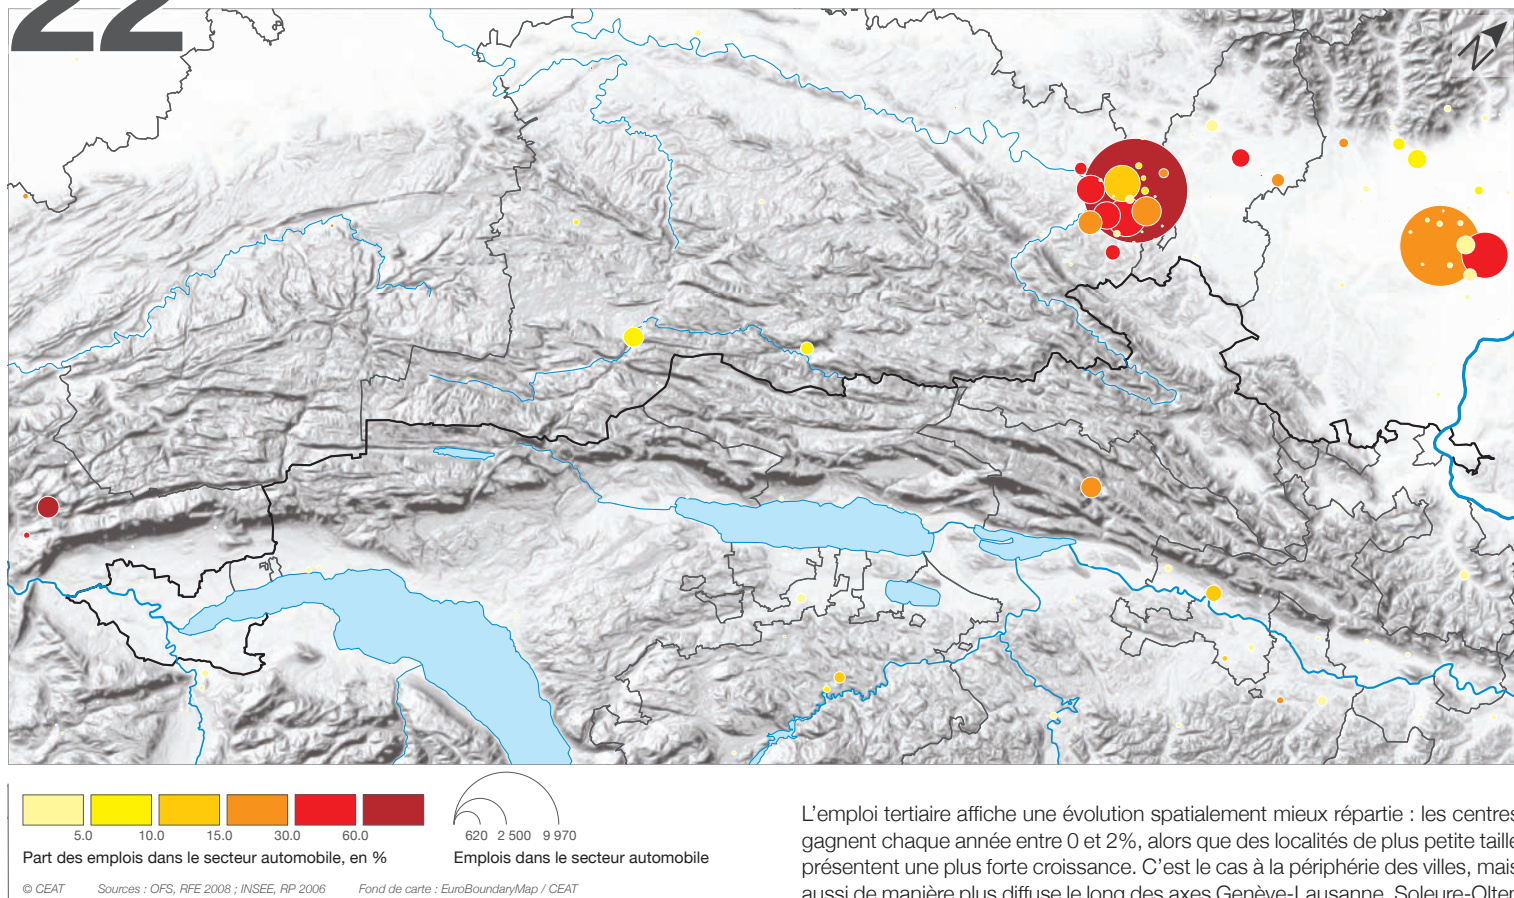 22
N
5.0 10.0 15.0 30.0 60.0
Part des emplois dans le secteur automobile, en %
620 2 500 9 970
Emplois dans le secteur automobile
© CEAT Sources : OFS, RFE 2008 ; INSEE, RP 2006 Fond de carte : EuroBoundaryMap / CEAT
L'emploi tertiaire affiche une évolution spatialement mieux répartie : les centres
gagnent chaque année entre 0 et 2%, alors que des localités de plus petite taille
présentent une plus forte croissance. C'est le cas à la périphérie des villes, mais
aussi de manière plus diffuse le long des axes Genève-Lausanne, Soleure-Olten